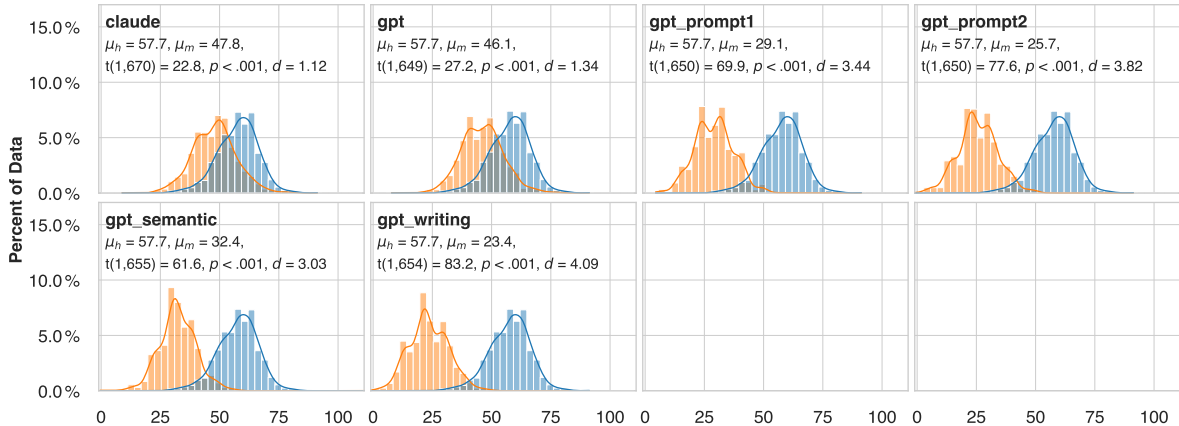 claude
μh = 57.7, μm = 47.8,
t(1,670) = 22.8, p < .001, d = 1.12
gpt
μh = 57.7, μm = 46.1,
t(1,649) = 27.2, p < .001, d = 1.34
gpt_prompt1
μh = 57.7, μm = 29.1,
t(1,650) = 69.9, p < .001, d = 3.44
gpt_prompt2
μh = 57.7, μm = 25.7,
t(1,650) = 77.6, p < .001, d = 3.82
15.0 %
10.0 %
5.0 %
0.0 %
Percent of Data
gpt_semantic
μh = 57.7, μm = 32.4,
t(1,655) = 61.6, p < .001, d = 3.03
gpt_writing
μh = 57.7, μm = 23.4,
t(1,654) = 83.2, p < .001, d = 4.09
15.0 %
10.0 %
5.0 %
0.0 %
0 25 50 75 100
0 25 50 75 100
0 25 50 75 100
0 25 50 75 100